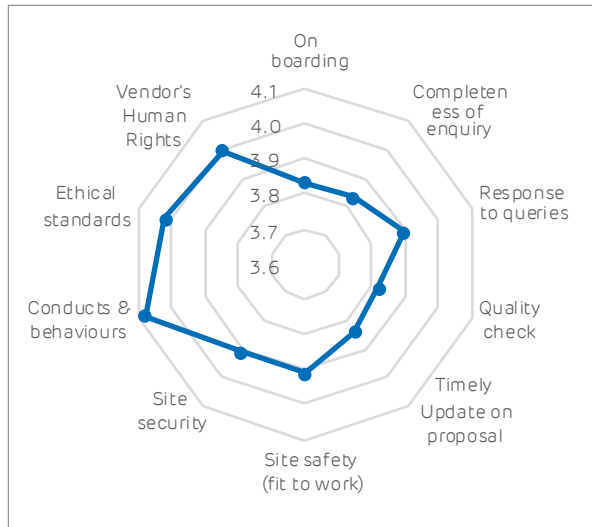 On
boarding
Completen
ess of
enquiry
Response
to queries
Quality
check
Timely
Update on
proposal
Site safety
(fit to work)
Site
security
Conducts &
behaviours
Ethical
standards
Vendor's
Human
Rights
4.1
4.0
3.9
3.8
3.7
3.6